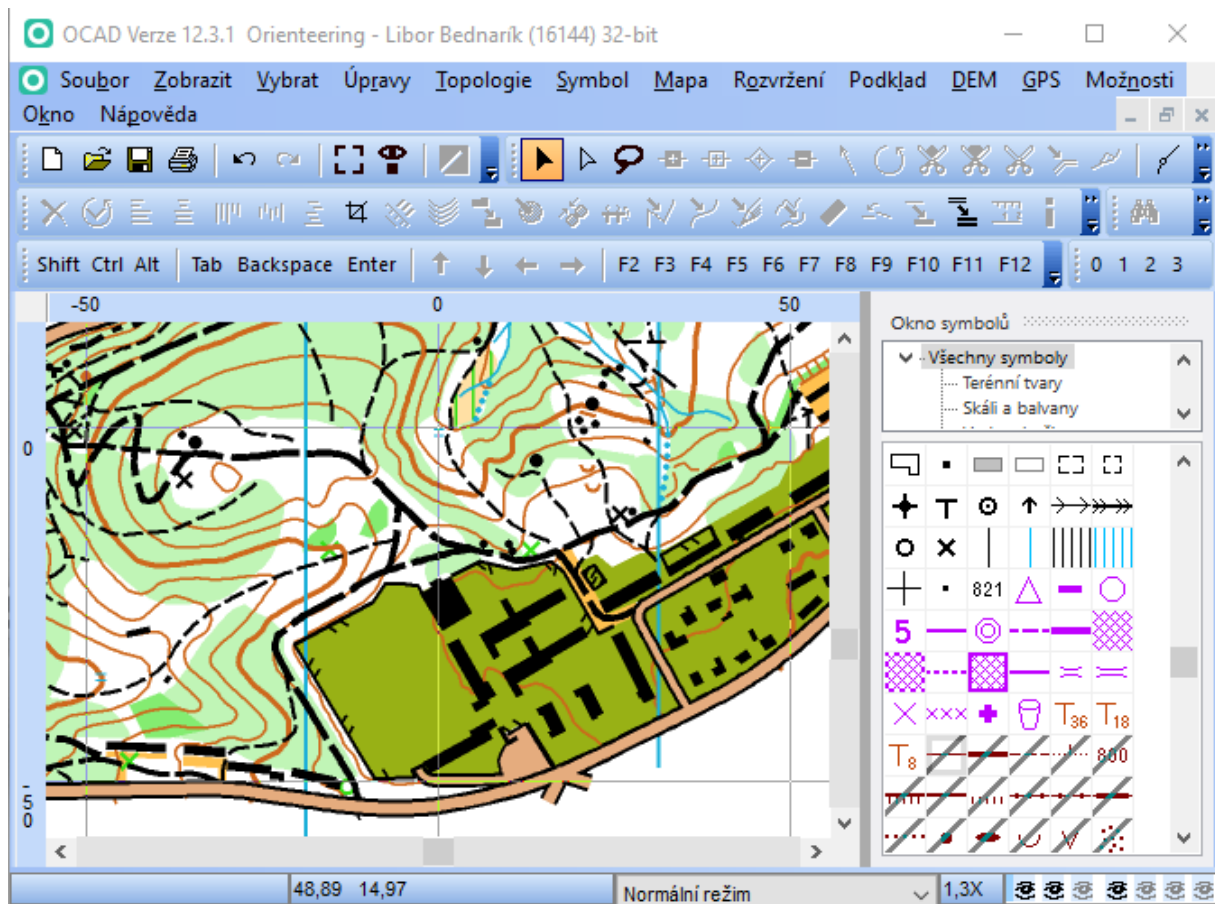 OCAD Verze 12.3.1 Orienteering - Libor Bednarík (16144) 32-bit
Soubor Zobrazit Vybrat Úpravy Topologie Symbol Mapa Rozvržení Podklad DEM GPS Možnosti
Okno Nápověda
Shift Ctrl Alt Tab Backspace Enter F2 F3 F4 F5 F6 F7 F8 F9 F10 F11 F12 0 1 2 3
-50 0 50
Okno symbolů
Všechny symboly
Terénní tvary
Skáli a balvany
0
821
5
T36 T18
T8 800
-50
48,89 14,97 Normální režim 1,3X